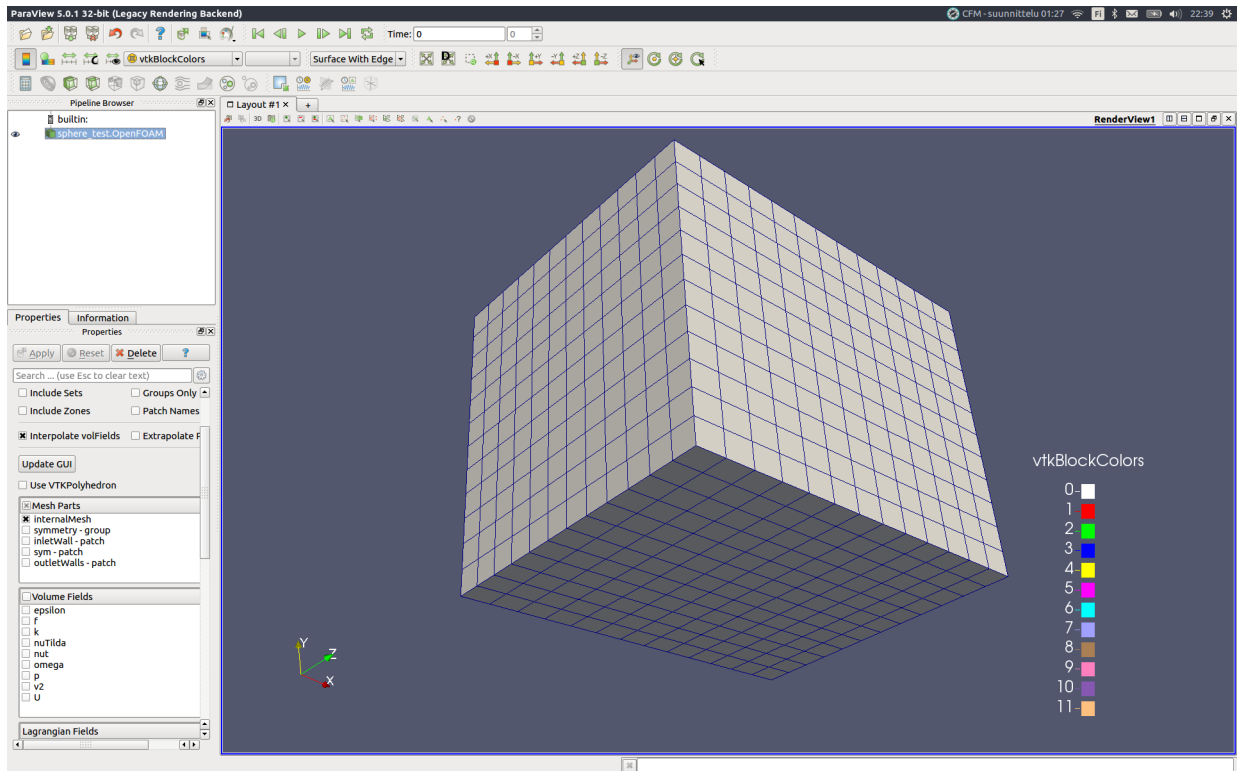 ParaView 5.0.1 32-bit (Legacy Rendering Backend) CFM - suunnittelu 01:27 Fi 22:39
Time: 0 0
vtkBlockColors Surface With Edge
Pipeline Browser
Layout #1
builtin:
3D RenderView1
sphere_test.OpenFOAM
Properties Information
Properties
Apply Reset Delete ?
Search ... (use Esc to clear text)
Include Sets Groups Only
Include Zones Patch Names
Interpolate volFields Extrapolate P
Update GUI
Use VTKPolyhedron
Mesh Parts
internalMesh
symmetry - group
inletWall - patch
sym - patch
outletWalls - patch
Volume Fields
epsilon
f
k
nuTilda
nut
omega
p
v2
U
Lagrangian Fields
Y
Z
X
vtkBlockColors
0
1
2
3
4
5
6
7
8
9
10
11